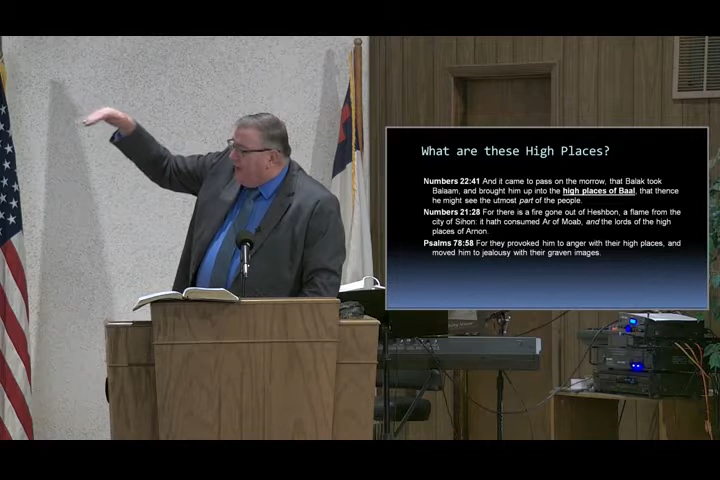 What are these High Places?
Numbers 22:41 And it came to pass on the morrow, that Balak took
Balaam, and brought him up into the high places of Baal, that thence
he might see the utmost part of the people.
Numbers 21:28 For there is a fire gone out of Heshbon, a flame from the
city of Sihon: it hath consumed Ar of Moab, and the lords of the high
places of Arnon.
Psalms 78:58 For they provoked him to anger with their high places, and
moved him to jealousy with their graven images.